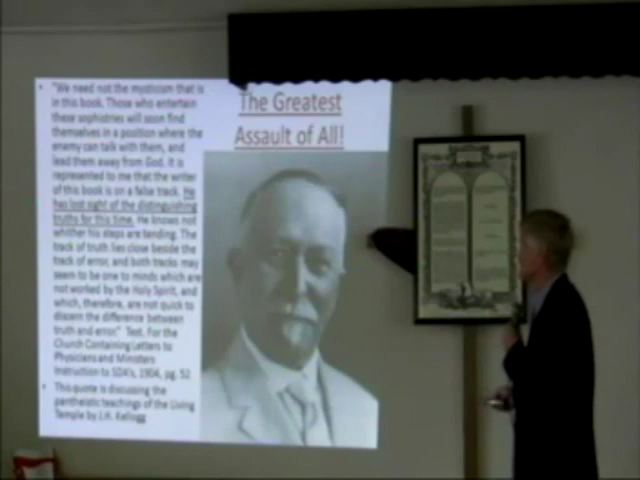 The Greatest
Assault of All!
• "We need not the mysticism that is
in this book. Those who entertain
these sophistries will soon find
themselves in a position where the
enemy can talk with them, and
lead them away from God. It is
represented to me that the writer
of this book is on a false track. He
has lost sight of the distinguishing
truths for this time. He knows not
whither his steps are tending. The
track of truth lies close beside the
track of error, and both tracks may
seem to be one to minds which are
not worked by the Holy Spirit, and
which, therefore, are not quick to
discern the difference between
truth and error." Test. For the
Church Containing Letters to
Physicians and Ministers
Instruction to SDA's, 1904, pg. 52
• This quote is discussing the
pantheistic teachings of the Living
Temple by J.H. Kellogg